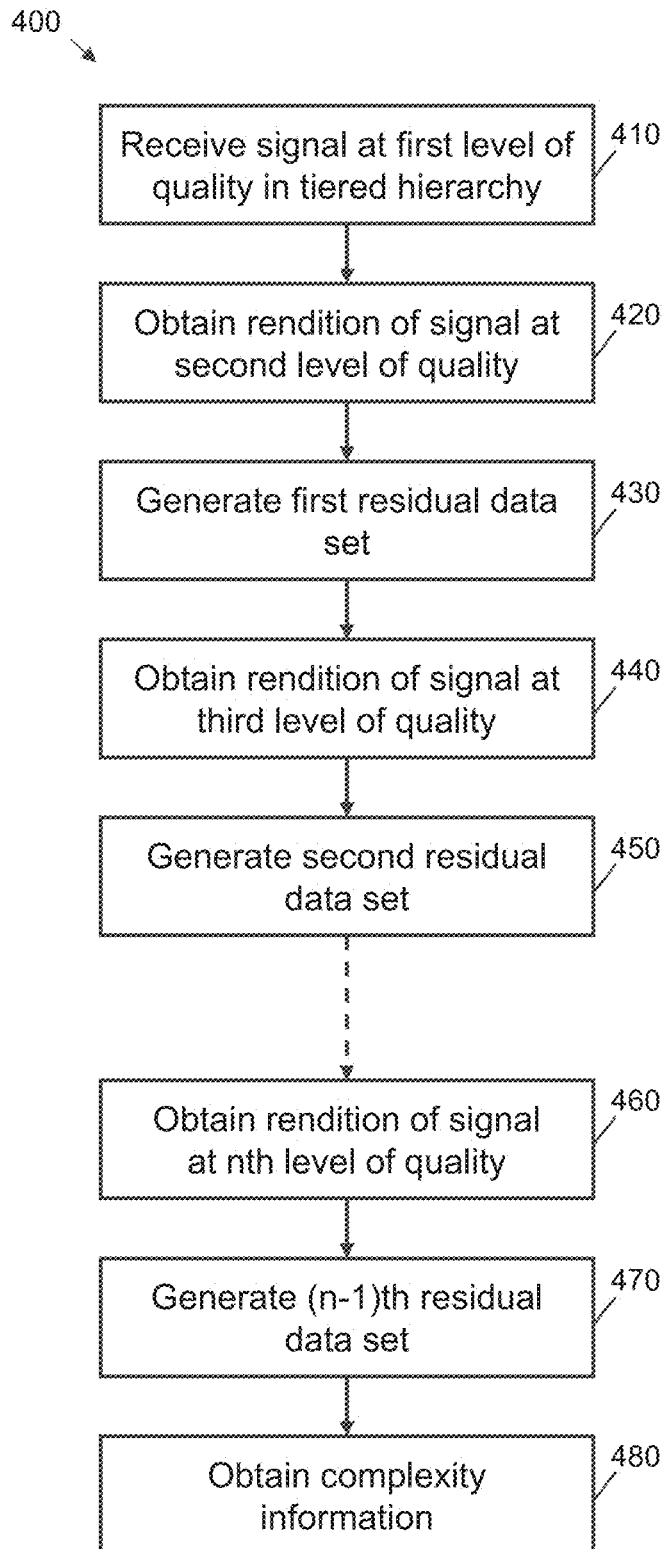 400
Receive signal at first level of
quality in tiered hierarchy
410
Obtain rendition of signal at
second level of quality
420
Generate first residual data
set
430
Obtain rendition of signal at
third level of quality
440
Generate second residual
data set
450
Obtain rendition of signal
at nth level of quality
460
Generate (n-1)th residual
data set
470
Obtain complexity
information
480